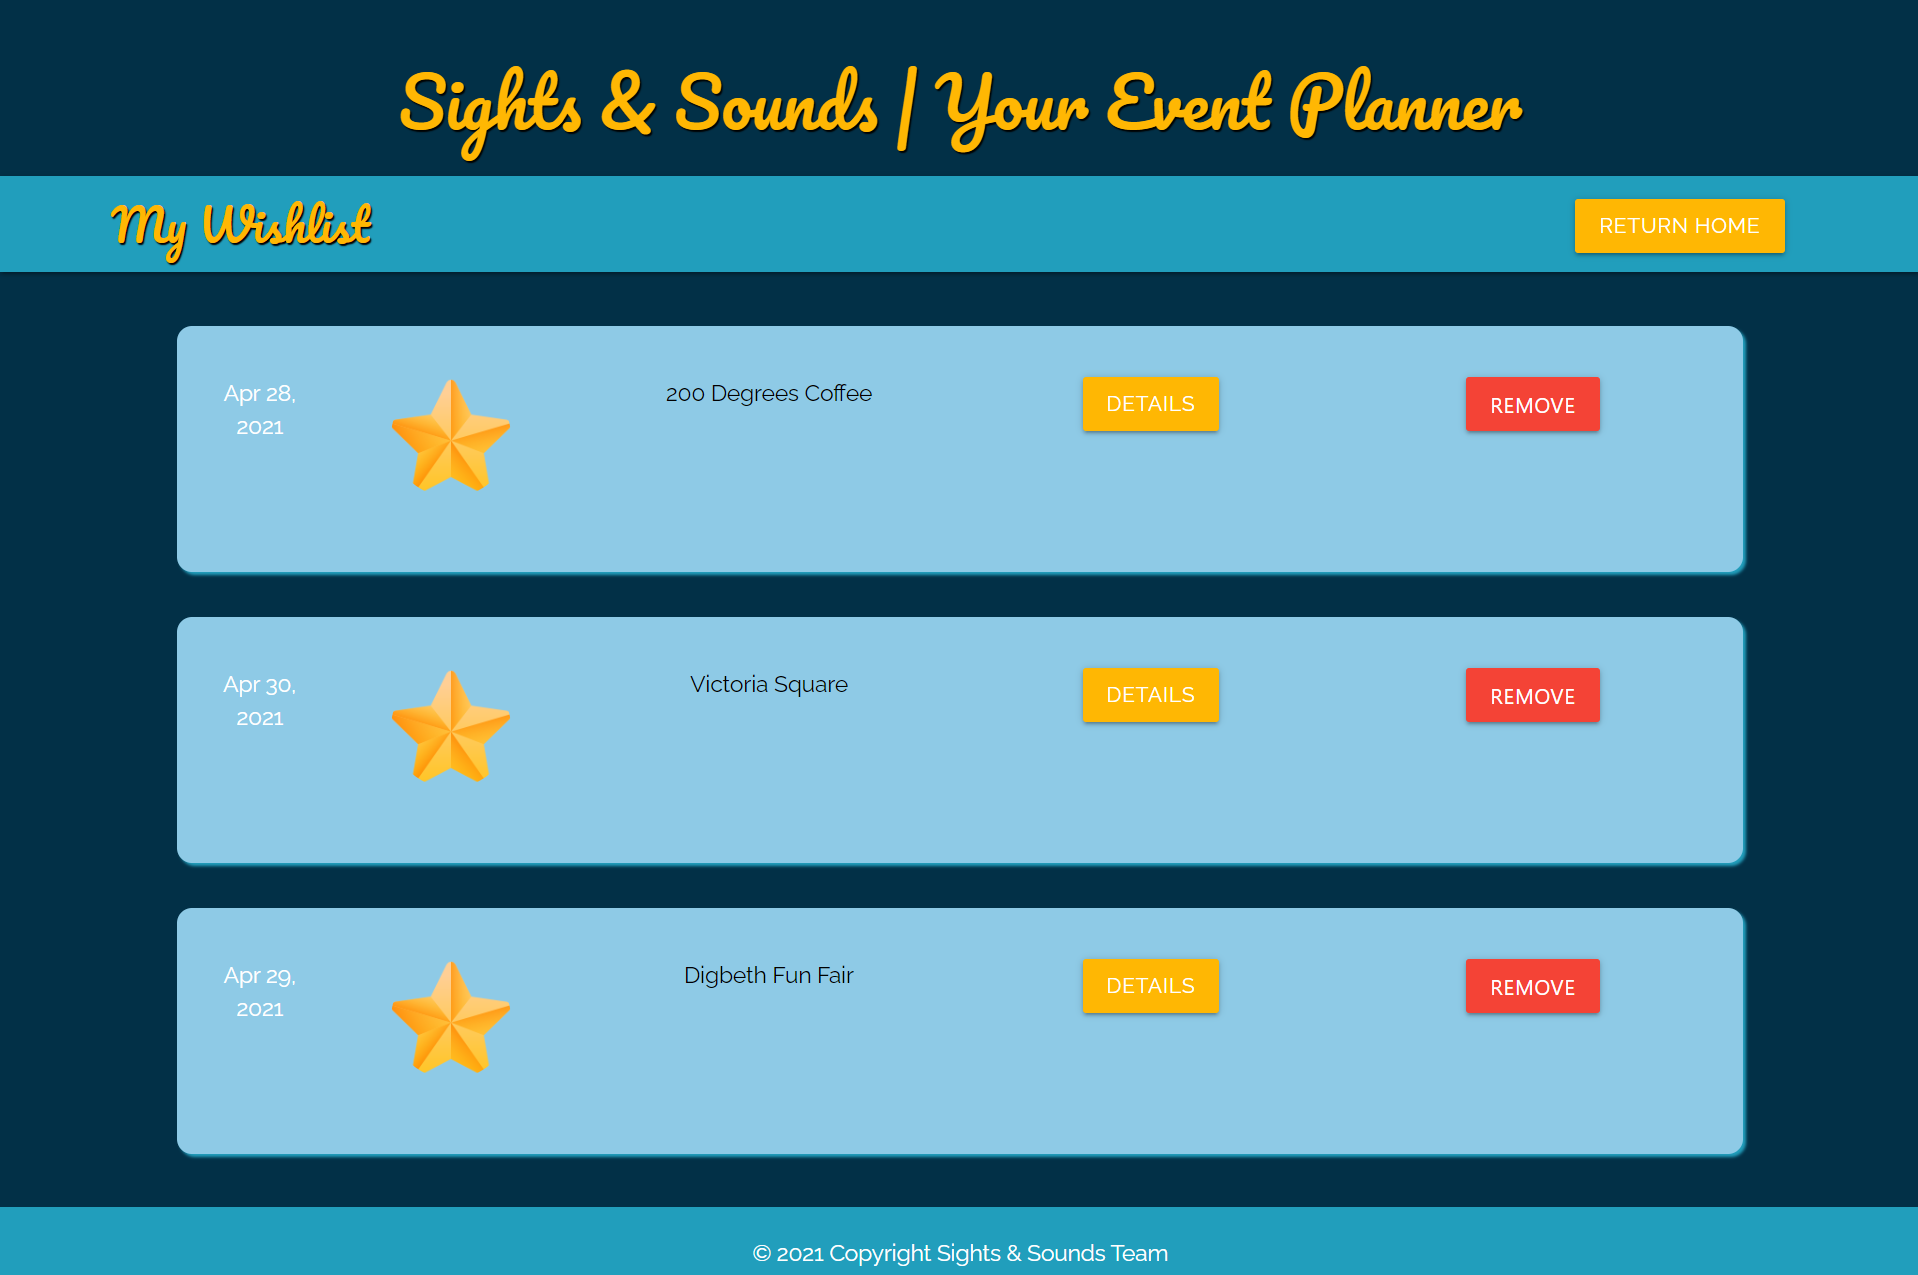 Sights & Sounds | Your Event Planner
My Wishlist
RETURN HOME
Apr 28,
2021
200 Degrees Coffee
DETAILS
REMOVE
Apr 30,
2021
Victoria Square
DETAILS
REMOVE
Apr 29,
2021
Digbeth Fun Fair
DETAILS
REMOVE
© 2021 Copyright Sights & Sounds Team